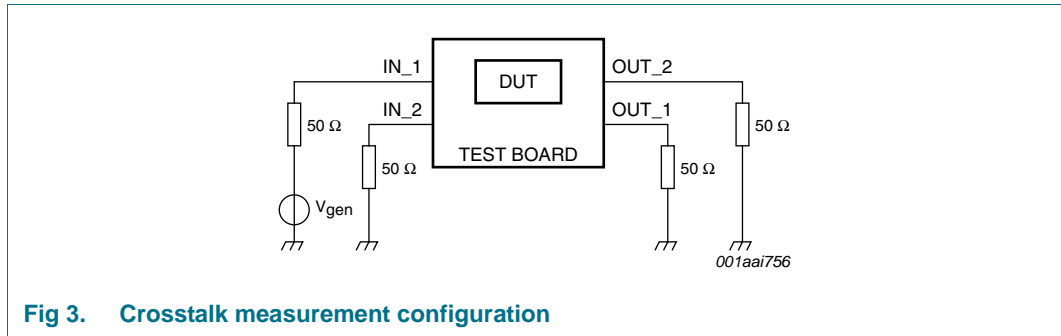 IN_1 OUT_2
DUT
IN_2 OUT_1
50 Ω 50 Ω
TEST BOARD
50 Ω 50 Ω
Vgen
001aai756
Fig 3. Crosstalk measurement configuration